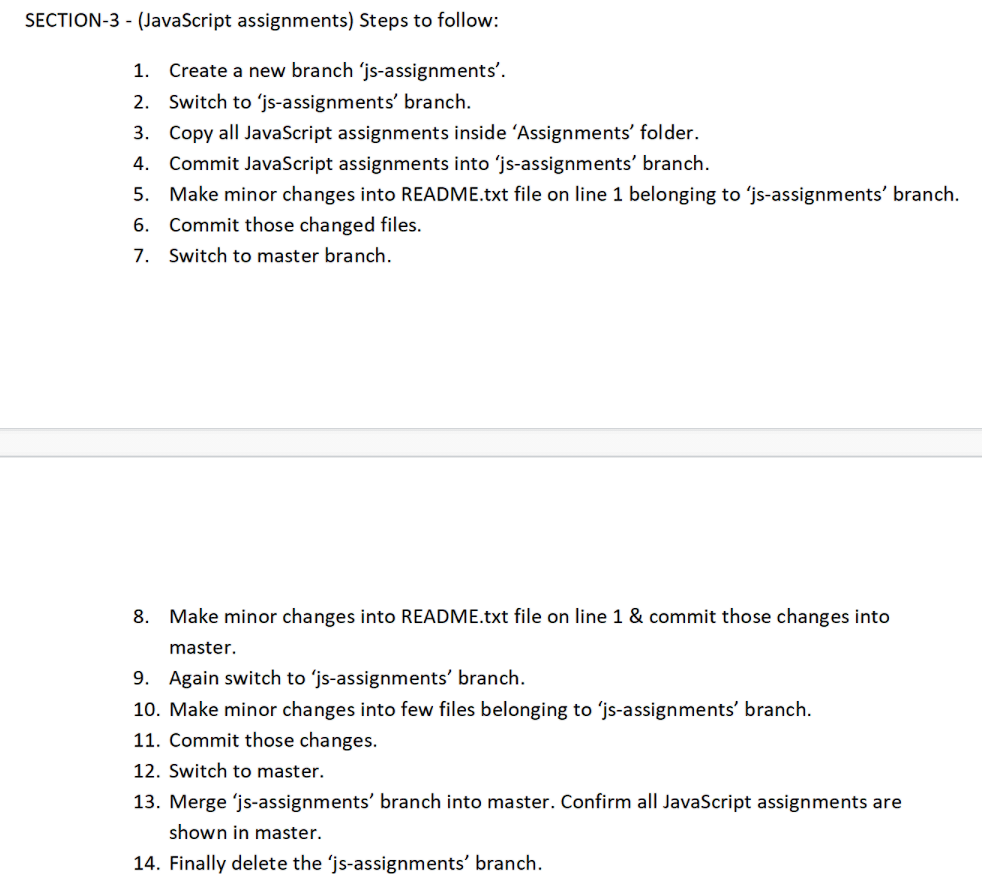 SECTION-3 - (JavaScript assignments) Steps to follow:
1. Create a new branch ‘js-assignments’.
2. Switch to ‘js-assignments’ branch.
3. Copy all JavaScript assignments inside ‘Assignments’ folder.
4. Commit JavaScript assignments into ‘js-assignments’ branch.
5. Make minor changes into README.txt file on line 1 belonging to ‘js-assignments’ branch.
6. Commit those changed files.
7. Switch to master branch.
8. Make minor changes into README.txt file on line 1 & commit those changes into
master.
9. Again switch to ‘js-assignments’ branch.
10. Make minor changes into few files belonging to ‘js-assignments’ branch.
11. Commit those changes.
12. Switch to master.
13. Merge ‘js-assignments’ branch into master. Confirm all JavaScript assignments are
shown in master.
14. Finally delete the ‘js-assignments’ branch.